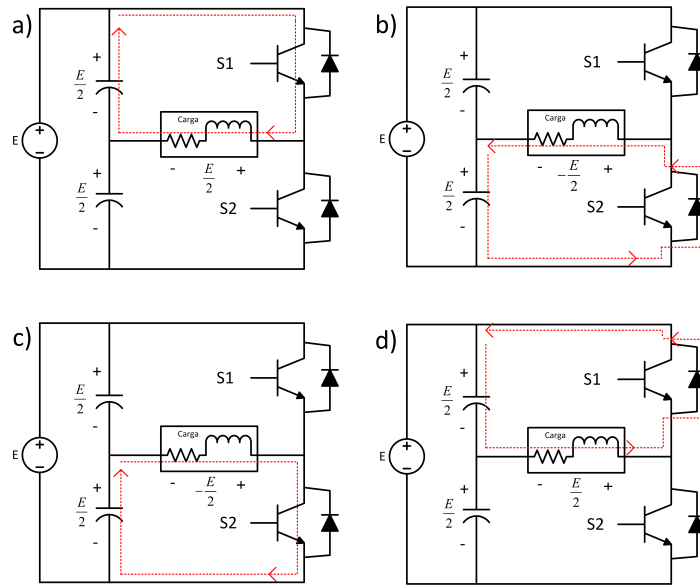 a)
S1
+
E/2
-
Carga
E
+
-
+
E/2
-
- E/2 +
S2
b)
S1
+
E/2
-
Carga
E
+
-
+
E/2
-
- -E/2 +
S2
c)
S1
+
E/2
-
Carga
E
+
-
+
E/2
-
- -E/2 +
S2
d)
S1
+
E/2
-
Carga
E
+
-
+
E/2
-
- E/2 +
S2